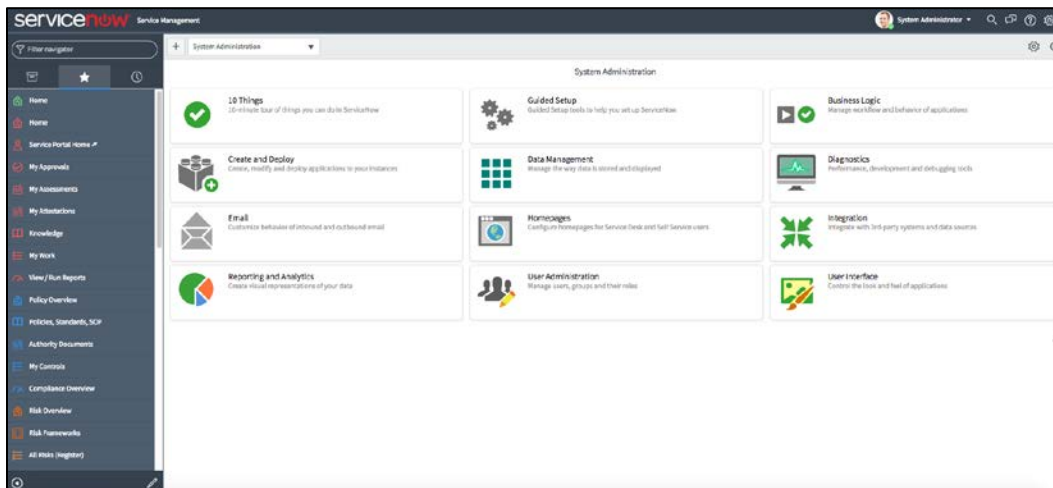 servicenow Service Management
System Administrator
Filter navigator
System Administration
System Administration
Home
Home
Service Portal Home
My Approvals
My Assessments
My Attestations
Knowledge
My Work
View / Run Reports
Policy Overview
Policies, Standards, SOP
Authority Documents
My Controls
Compliance Overview
Risk Overview
Risk Frameworks
All Risks (Register)
10 Things
10-minute tour of things you can do in ServiceNow
Guided Setup
Guided Setup tools to help you set up ServiceNow
Business Logic
Manage workflow and behavior of applications
Create and Deploy
Create, modify and deploy applications to your instances
Data Management
Manage the way data is stored and displayed
Diagnostics
Performance, development and debugging tools
Email
Customize behavior of inbound and outbound email
Homepages
Configure homepages for Service Desk and Self Service users
Integration
Integrate with 3rd-party systems and data sources
Reporting and Analytics
Create visual representations of your data
User Administration
Manage users, groups and their roles
User Interface
Control the look and feel of applications